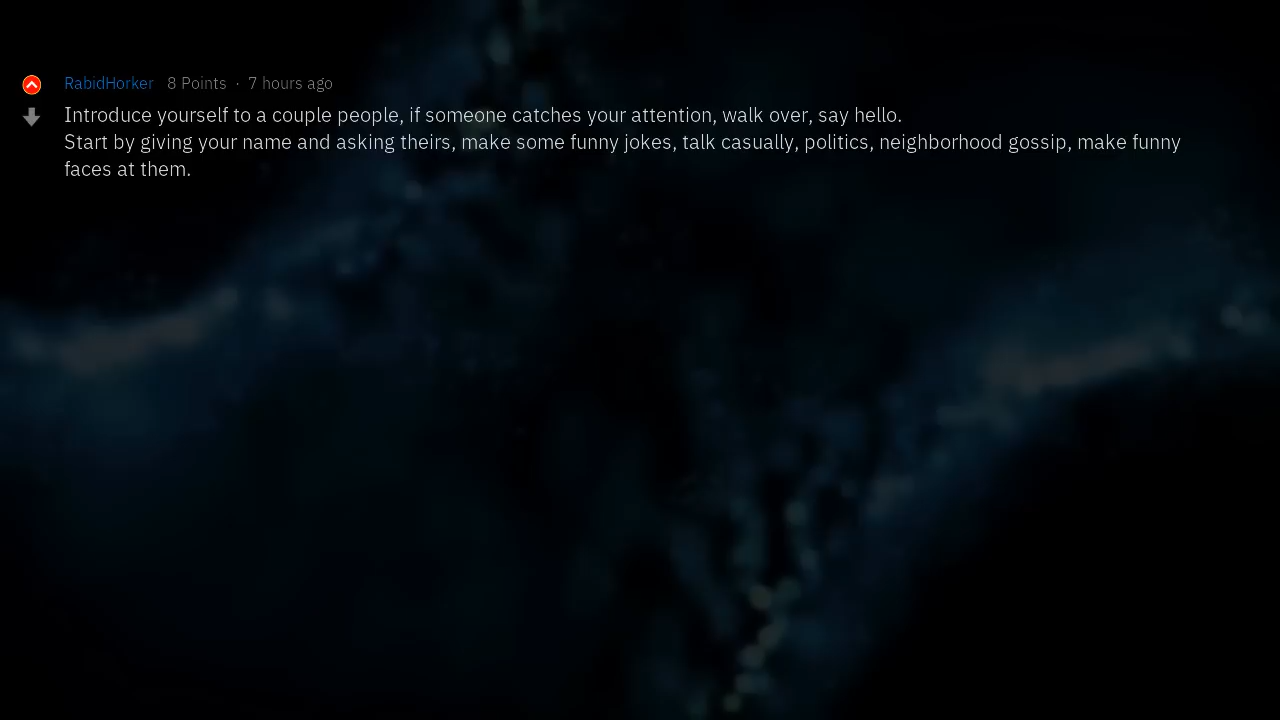 RabidHorker 8 Points · 7 hours ago
Introduce yourself to a couple people, if someone catches your attention, walk over, say hello.
Start by giving your name and asking theirs, make some funny jokes, talk casually, politics, neighborhood gossip, make funny
faces at them.